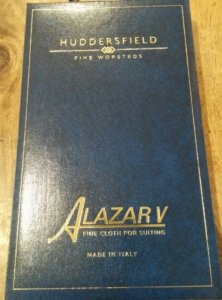 HUDDERSFIELD
FINE WORSTEDS
ALAZAR V
FINE CLOTH FOR SUITING
MADE IN ITALY